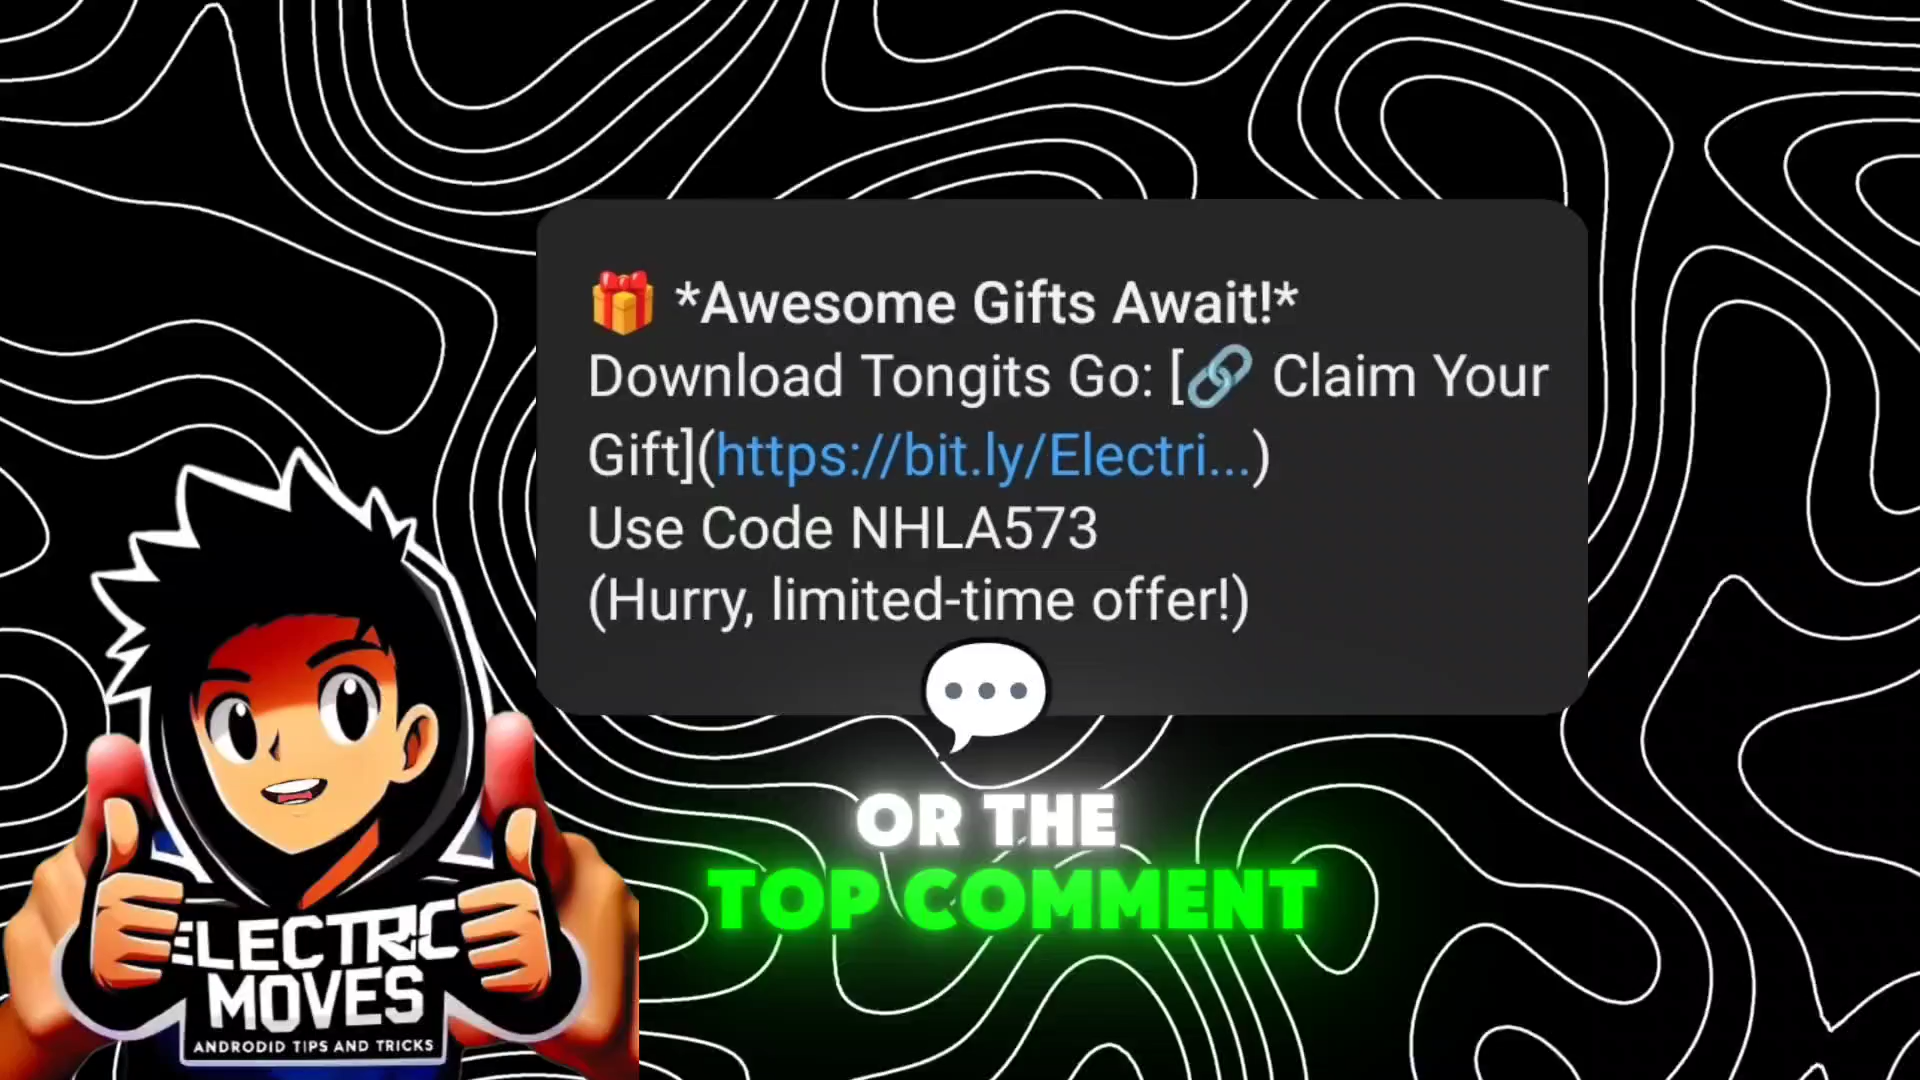 🎁 *Awesome Gifts Await!*
Download Tongits Go: [🔗 Claim Your
Gift](https://bit.ly/Electri...)
Use Code NHLA573
(Hurry, limited-time offer!)
OR THE
TOP COMMENT
ELECTRIC
MOVES
ANDRODID TIPS AND TRICKS